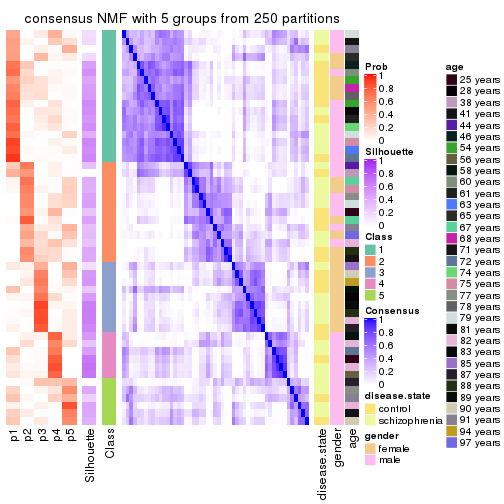 consensus NMF with 5 groups from 250 partitions
Prob
1
0.8
0.6
0.4
0.2
0
Silhouette
1
0.8
0.6
0.4
0.2
0
Class
1
2
3
4
5
Consensus
1
0.8
0.6
0.4
0.2
0
disease.state
control
schizophrenia
gender
female
male
age
25 years
28 years
38 years
41 years
44 years
46 years
54 years
56 years
58 years
60 years
61 years
63 years
65 years
67 years
68 years
71 years
72 years
74 years
75 years
77 years
78 years
79 years
81 years
82 years
83 years
85 years
87 years
88 years
89 years
90 years
91 years
94 years
97 years
p1
p2
p3
p4
p5
Silhouette
Class
disease.state
gender
age